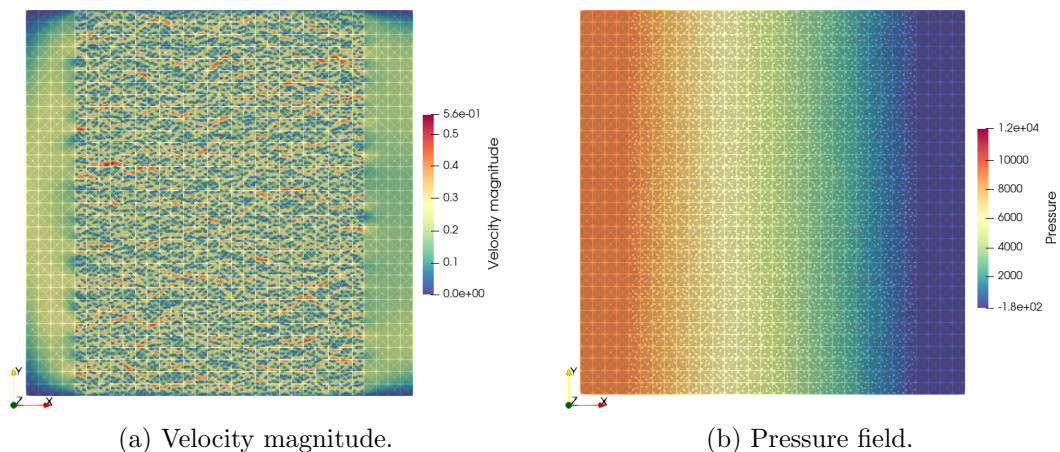 5.6e-01
0.5
0.4
0.3
0.2
0.1
0.0e+00
Velocity magnitude
Y
Z
X
(a) Velocity magnitude.
1.2e+04
10000
8000
6000
4000
2000
-1.8e+02
Pressure
Y
Z
X
(b) Pressure field.